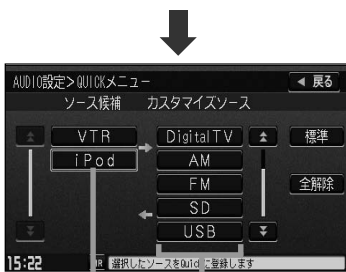 AUDIO設定>QUICKメニュー
戻る
ソース候補 カスタマイズソース
VTR
iPod
DigitalTV
AM
FM
SD
USB
標準
全解除
15:22
選択したソースをQuicに登録します